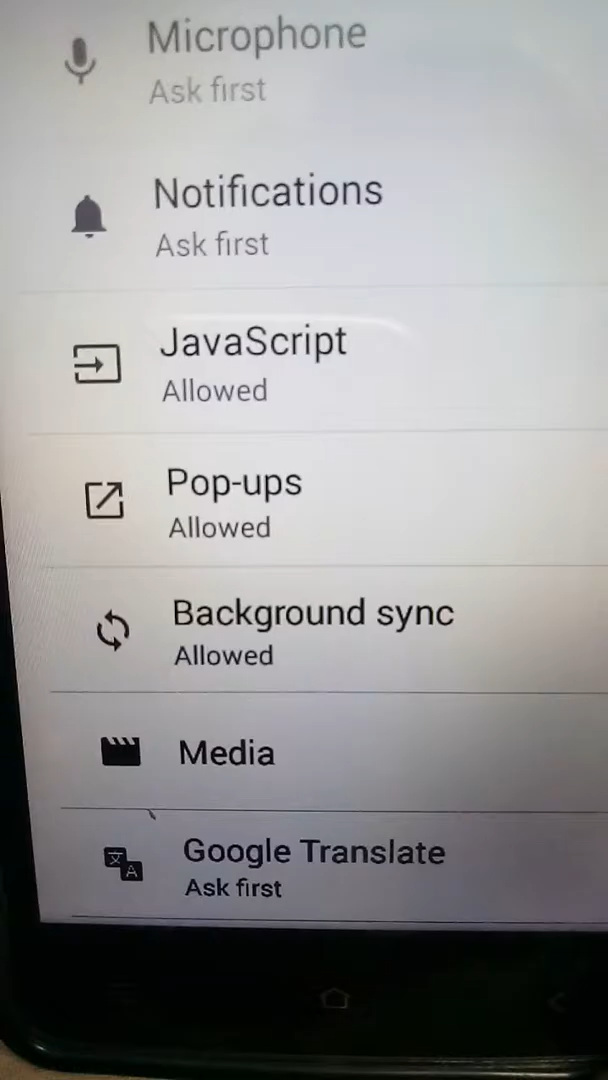 Microphone
Ask first
Notifications
Ask first
JavaScript
Allowed
Pop-ups
Allowed
Background sync
Allowed
Media
Google Translate
Ask first